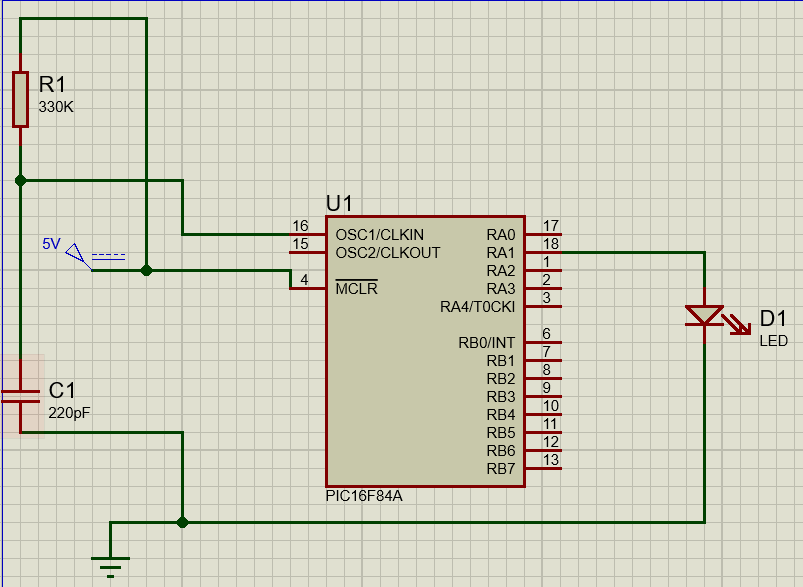 R1
330K
5V
C1
220pF
U1
16
15
4
OSC1/CLKIN
OSC2/CLKOUT
MCLR
RA0
RA1
RA2
RA3
RA4/T0CKI
RB0/INT
RB1
RB2
RB3
RB4
RB5
RB6
RB7
17
18
1
2
3
6
7
8
9
10
11
12
13
PIC16F84A
D1
LED